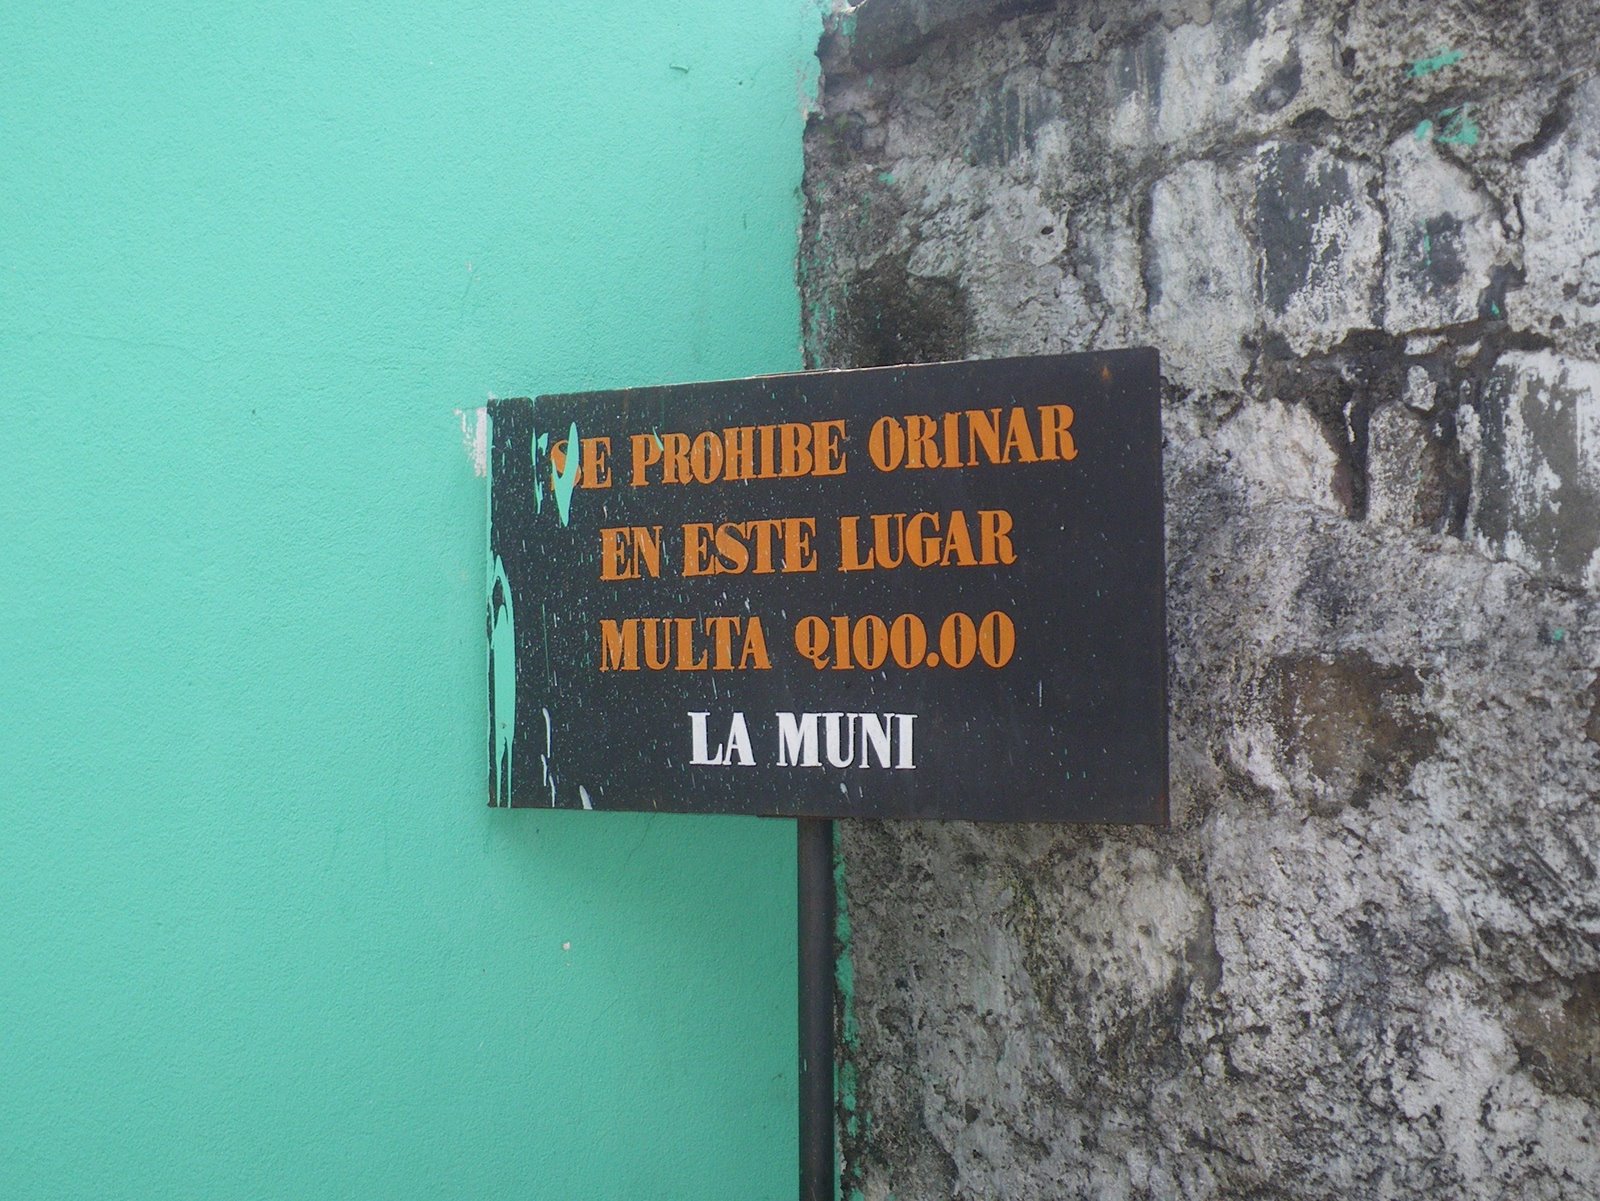 SE PROHIBE ORINAR
EN ESTE LUGAR
MULTA Q100.00
LA MUNI